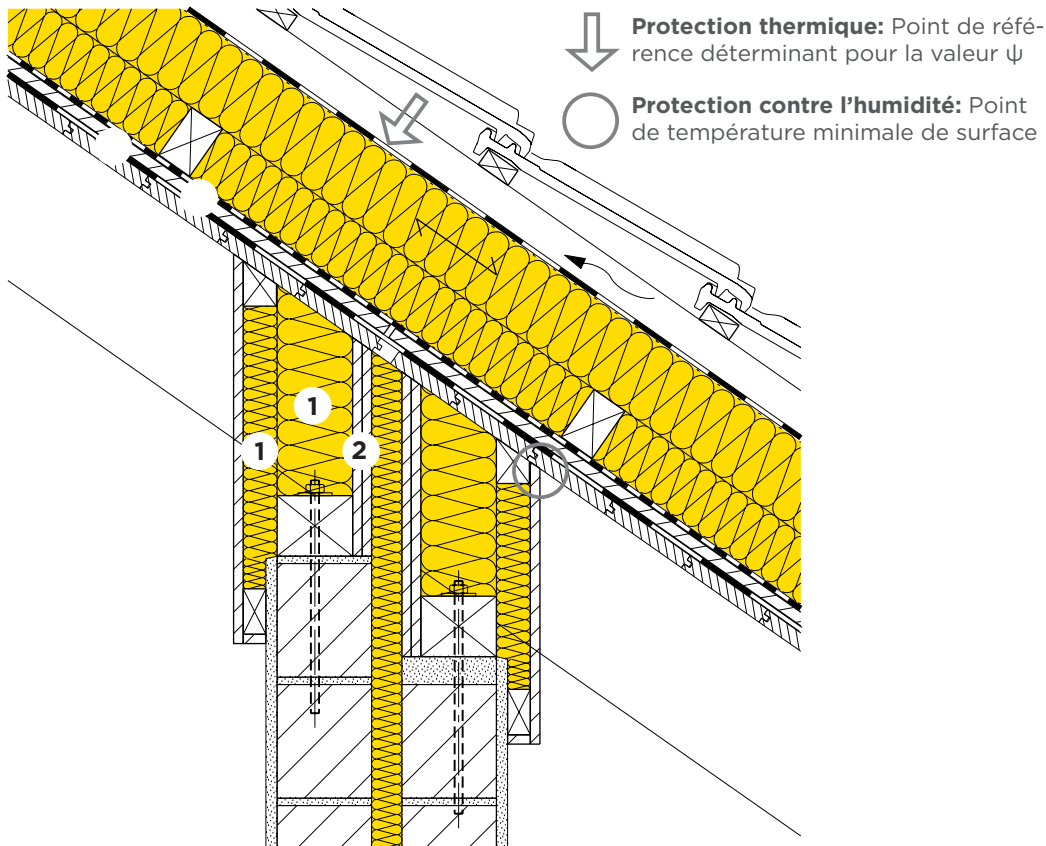 Protection thermique: Point de réfé-
rence déterminant pour la valeur ψ
Protection contre l'humidité: Point
de température minimale de surface
1
1
2